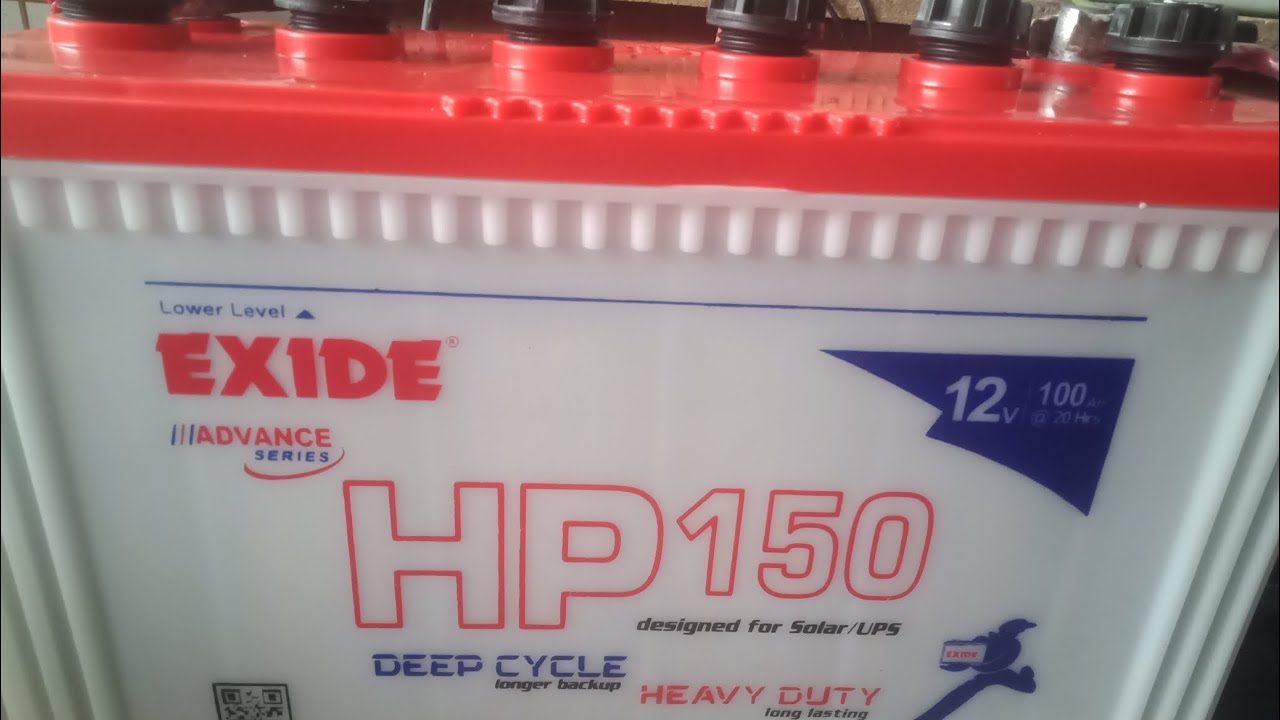 Lower Level
EXIDE®
12V 100AH
@ 20 Hrs
ADVANCE
SERIES
HP150
designed for Solar/UPS
DEEP CYCLE
longer backup
EXIDE
HEAVY DUTY
long lasting